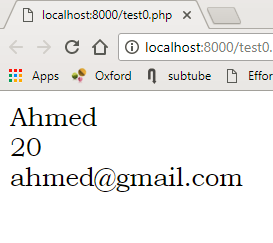 localhost:8000/test0.php
localhost:8000/test0.
Apps Oxford subtube Effor
Ahmed
20
ahmed@gmail.com